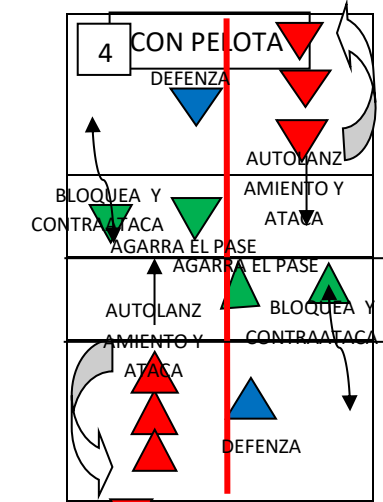 4
CON PELOTA
DEFENZA
AUTOLANZ
AMIENTO Y
ATACA
BLOQUEA Y
CONTRAATACA
AGARRA EL PASE
AGARRA EL PASE
AUTOLANZ
AMIENTO Y
ATACA
BLOQUEA Y
CONTRAATACA
DEFENZA